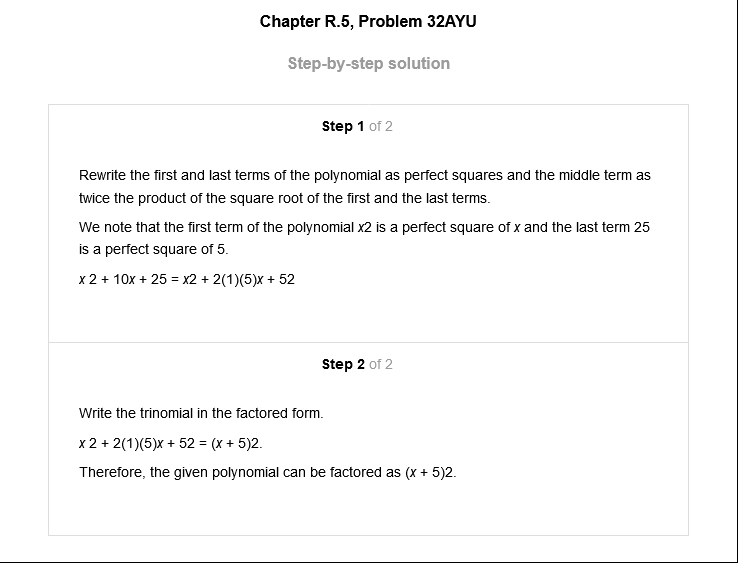 Chapter R.5, Problem 32AYU
Step-by-step solution
Step 1 of 2
Rewrite the first and last terms of the polynomial as perfect squares and the middle term as
twice the product of the square root of the first and the last terms.
We note that the first term of the polynomial x2 is a perfect square of x and the last term 25
is a perfect square of 5.
x 2 + 10x + 25 = x2 + 2(1)(5)x + 52
Step 2 of 2
Write the trinomial in the factored form.
x 2 + 2(1)(5)x + 52 = (x + 5)2.
Therefore, the given polynomial can be factored as (x + 5)2.